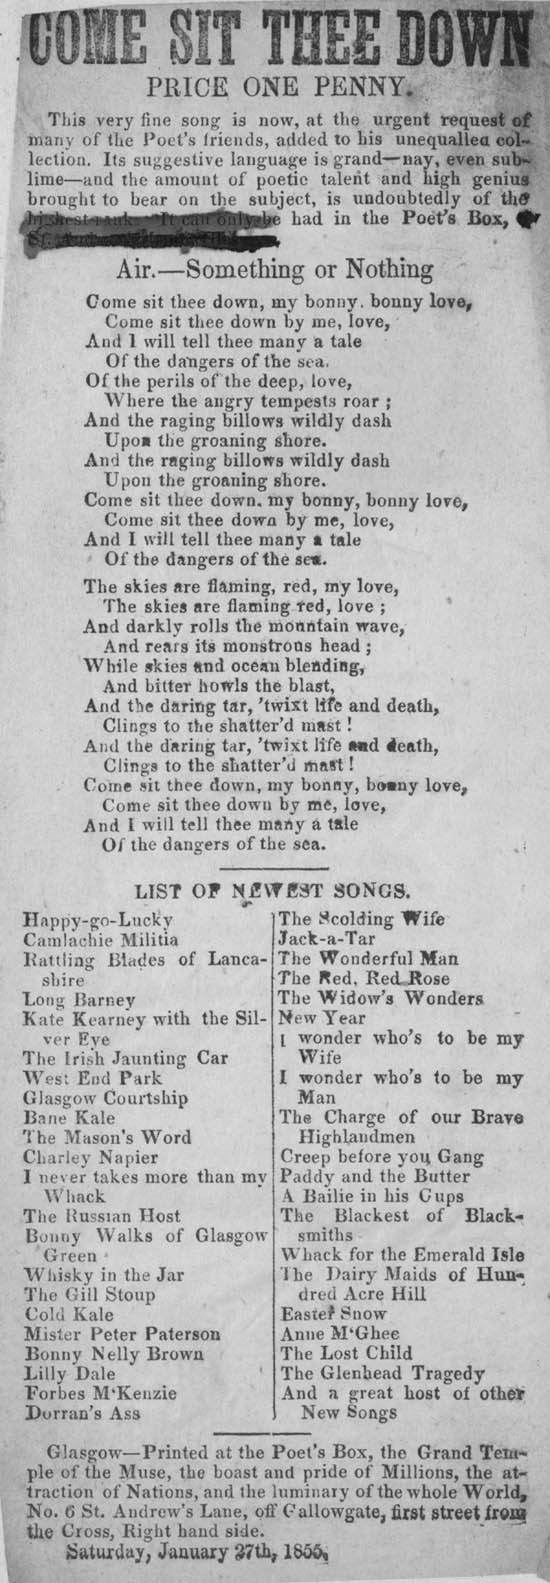 COME SIT THEE DOWN
PRICE ONE PENNY.
This very fine song is now, at the urgent request of
many of the Poet's friends, added to his unequalled col-
lection. Its suggestive language is grand—nay, even sub-
lime—and the amount of poetic talent and high genius
brought to bear on the subject, is undoubtedly of the
highest rank. It can only be had in the Poet's Box,
St.
Air.—Something or Nothing
Come sit thee down, my bonny. bonny love,
Come sit thee down by me, love,
And I will tell thee many a tale
Of the dangers of the sea.
Of the perils of the deep, love,
Where the angry tempests roar ;
And the raging billows wildly dash
Upon the groaning shore.
And the raging billows wildly dash
Upon the groaning shore.
Come sit thee down. my bonny, bonny love,
Come sit thee down by me, love,
And I will tell thee many a tale
Of the dangers of the sea.
The skies are flaming, red, my love,
The skies are flaming red, love ;
And darkly rolls the mountain wave,
And rears its monstrous head ;
While skies and ocean blending,
And bitter howls the blast,
And the daring tar, 'twixt life and death,
Clings to the shatter'd mast !
And the daring tar, 'twixt life and death,
Clings to the shatter'd mast !
Come sit thee down, my bonny, bonny love,
Come sit thee down by me, love,
And I will tell thee many a tale
Of the dangers of the sea.
LIST OF NEWEST SONGS.
Happy-go-Lucky
Camlachie Militia
Rattling Blades of Lanca-
shire
Long Barney
Kate Kearney with the Sil-
ver Eye
The Irish Jaunting Car
West End Park
Glasgow Courtship
Bane Kale
The Mason's Word
Charley Napier
I never takes more than my
Whack
The Russian Host
Bonny Walks of Glasgow
Green
Whisky in the Jar
The Gill Stoup
Cold Kale
Mister Peter Paterson
Bonny Nelly Brown
Lilly Dale
Forbes M'Kenzie
Dorran's Ass
The Scolding Wife
Jack-a-Tar
The Wonderful Man
The Red, Red Rose
The Widow's Wonders
New Year
I wonder who's to be my
Wife
I wonder who's to be my
Man
The Charge of our Brave
Highlandmen
Creep before you Gang
Paddy and the Butter
A Bailie in his Cups
The Blackest of Black-
smiths
Whack for the Emerald Isle
The Dairy Maids of Hun-
dred Acre Hill
Easter Snow
Anne M'Ghee
The Lost Child
The Glenhead Tragedy
And a great host of other
New Songs
Glasgow—Printed at the Poet's Box, the Grand Tem-
ple of the Muse, the boast and pride of Millions, the at-
traction of Nations, and the luminary of the whole World,
No. 6 St. Andrew's Lane, off Gallowgate, first street from
the Cross, Right hand side.
Saturday, January 27th, 1855.